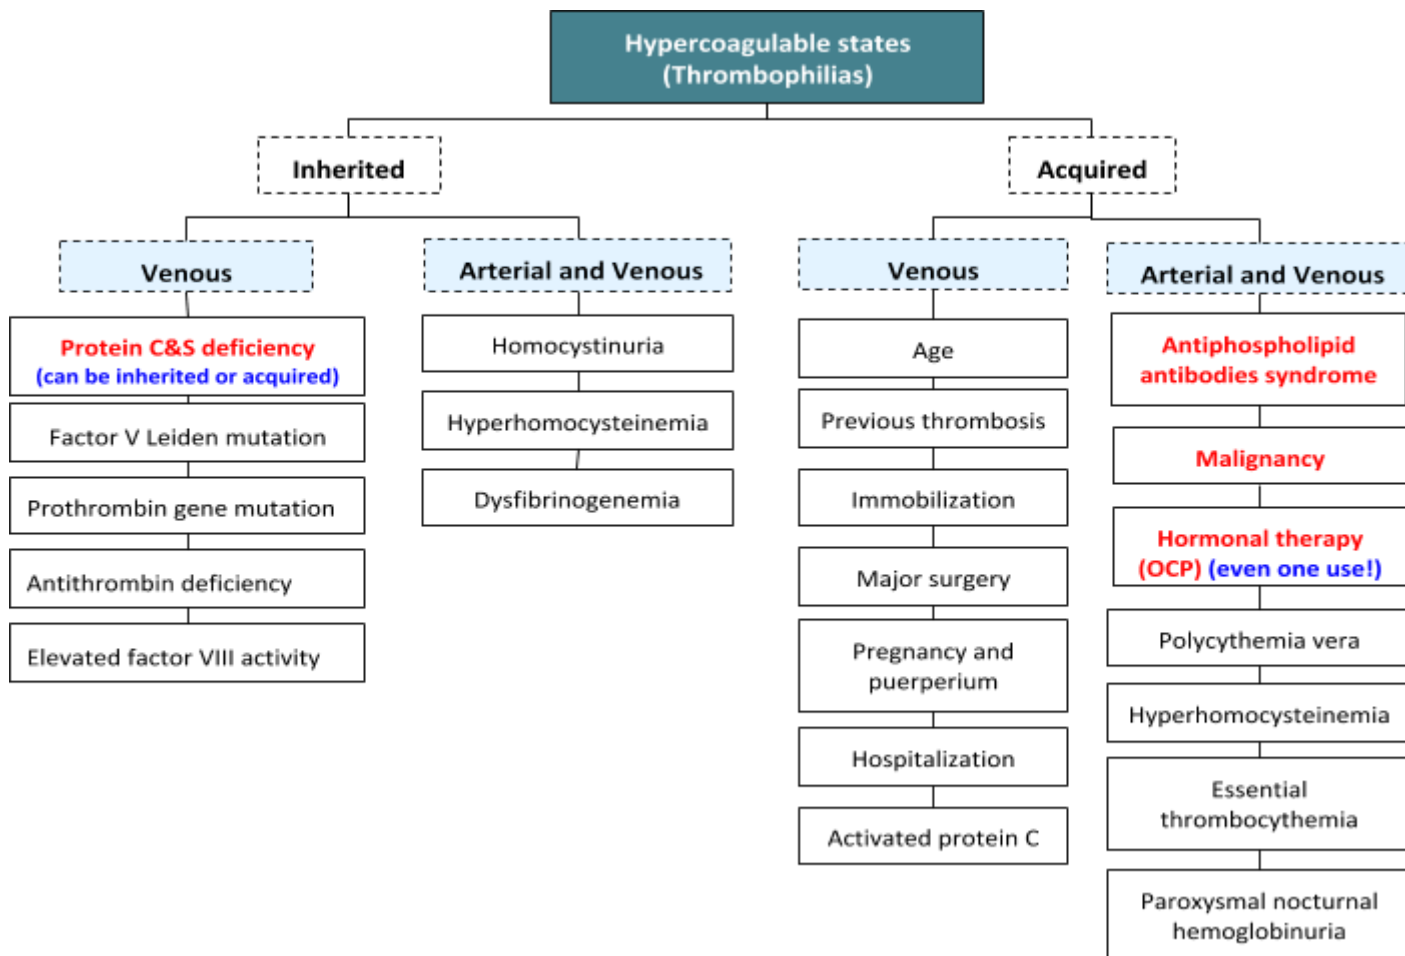 Hypercoagulable states
(Thrombophilias)
Inherited
Acquired
Venous
Arterial and Venous
Venous
Arterial and Venous
Protein C&S deficiency
(can be inherited or acquired)
Factor V Leiden mutation
Prothrombin gene mutation
Antithrombin deficiency
Elevated factor VIII activity
Homocystinuria
Hyperhomocysteinemia
Dysfibrinogenemia
Age
Previous thrombosis
Immobilization
Major surgery
Pregnancy and
puerperium
Hospitalization
Activated protein C
Antiphospholipid
antibodies syndrome
Malignancy
Hormonal therapy
(OCP) (even one use!)
Polycythemia vera
Hyperhomocysteinemia
Essential
thrombocythemia
Paroxysmal nocturnal
hemoglobinuria